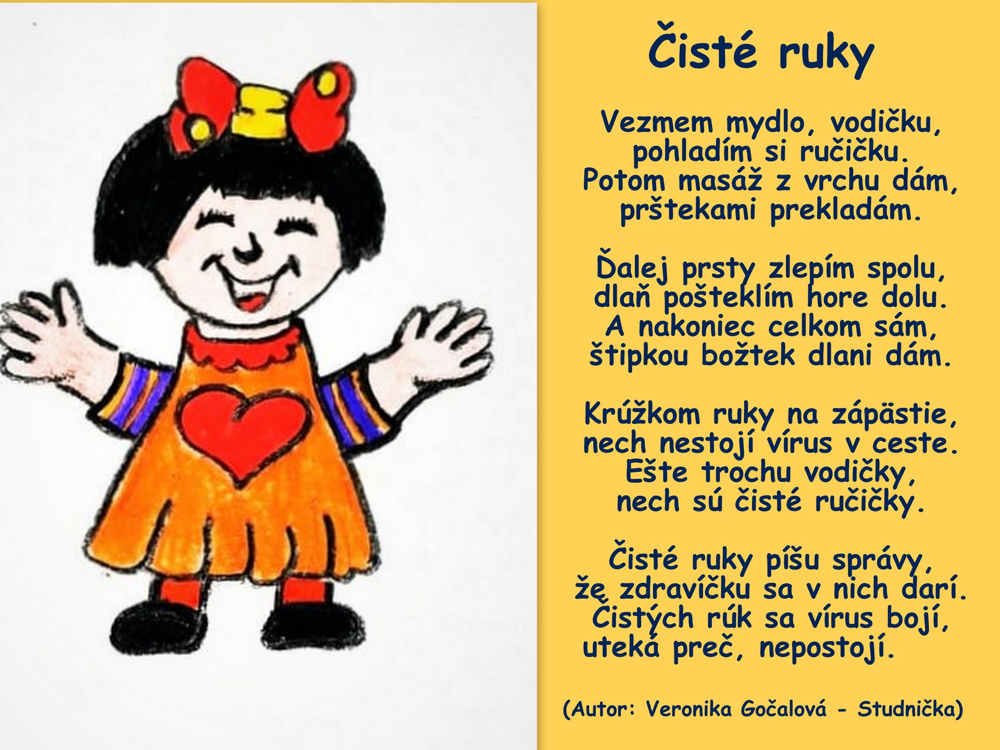 Čisté ruky
Vezmem mydlo, vodičku,
pohladím si ručičku.
Potom masáž z vrchu dám,
prštekami prekladám.
Ďalej prsty zlepím spolu,
dlaň pošteklím hore dolu.
A nakoniec celkom sám,
štipkou božtek dlani dám.
Krúžkom ruky na zápästie,
nech nestojí vírus v ceste.
Ešte trochu vodičky,
nech sú čisté ručičky.
Čisté ruky píšu správy,
že zdravíčku sa v nich darí.
Čistých rúk sa vírus bojí,
uteká preč, nepostojí.
(Autor: Veronika Gočalová - Studnička)